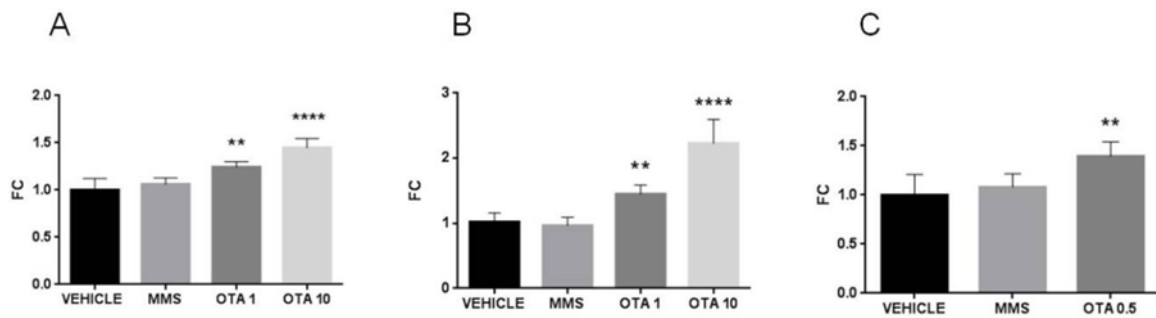 A
FC
2.0
1.5
1.0
0.5
0.0
** ****
VEHICLE MMS OTA 1 OTA 10
B
FC
3
2
1
0
** ****
VEHICLE MMS OTA 1 OTA 10
C
FC
2.0
1.5
1.0
0.5
0.0
**
VEHICLE MMS OTA 0.5